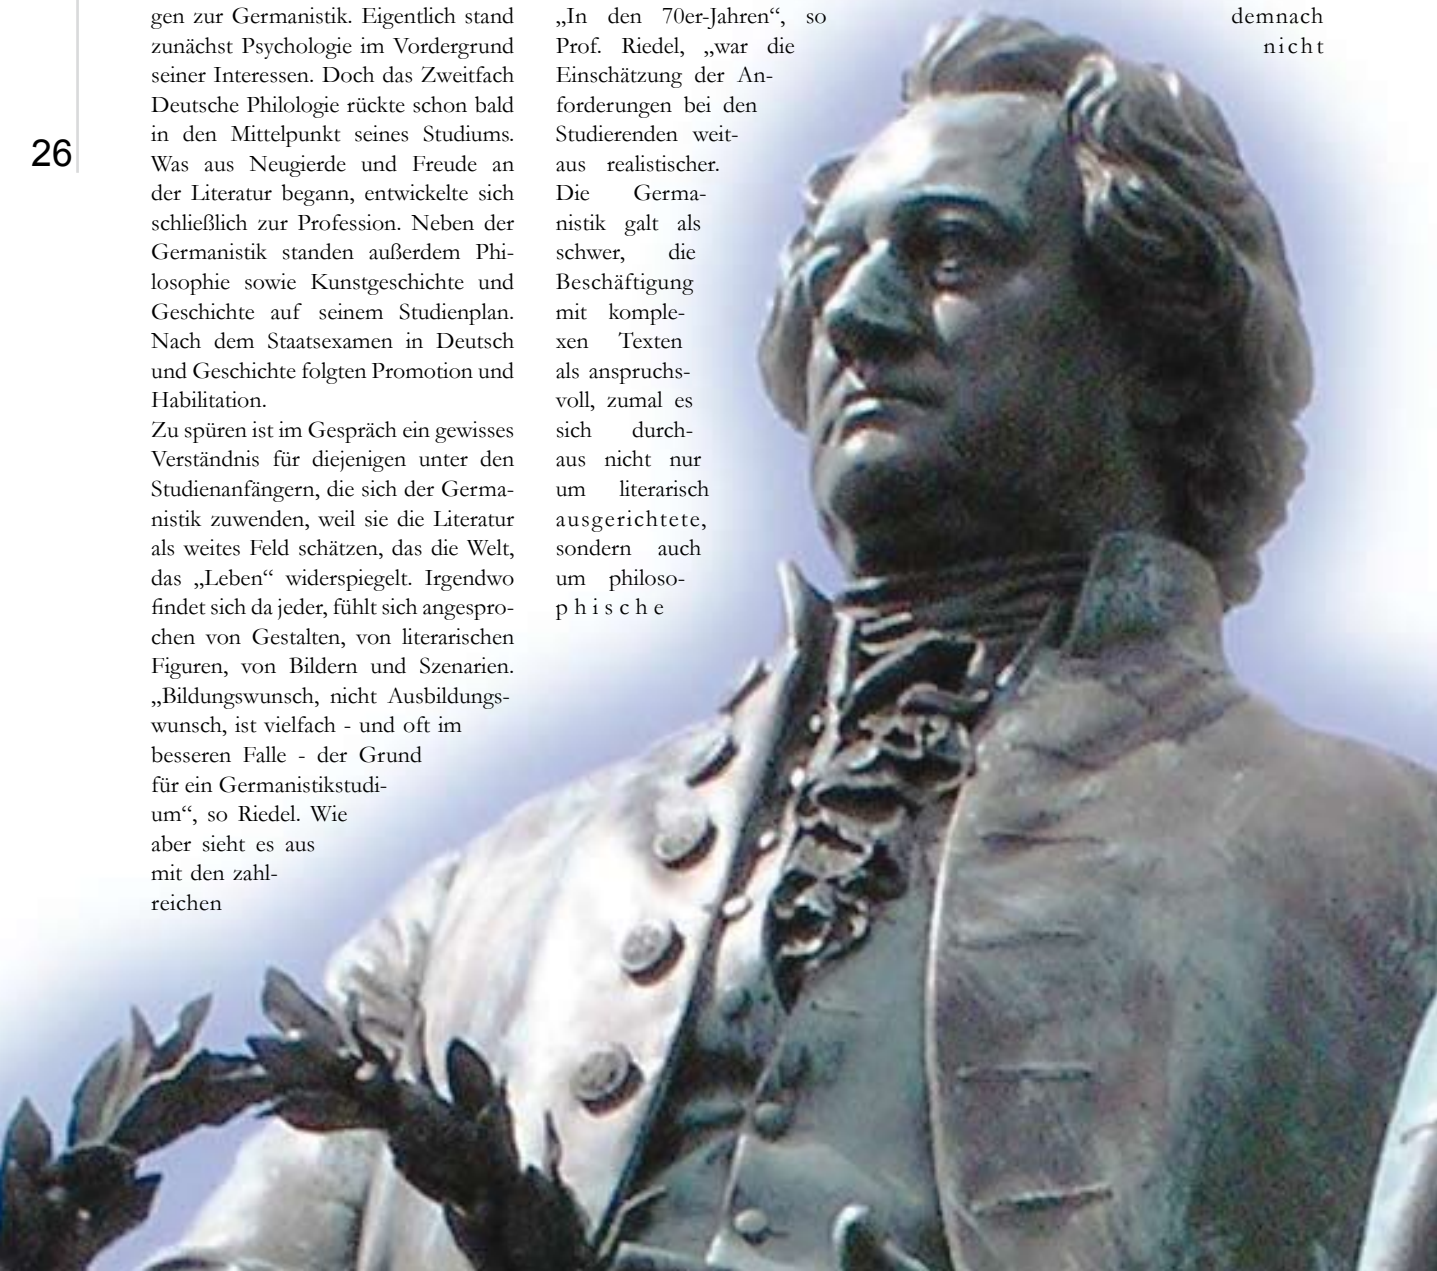 26
gen zur Germanistik. Eigentlich stand
zunächst Psychologie im Vordergrund
seiner Interessen. Doch das Zweitfach
Deutsche Philologie rückte schon bald
in den Mittelpunkt seines Studiums.
Was aus Neugierde und Freude an
der Literatur begann, entwickelte sich
schließlich zur Profession. Neben der
Germanistik standen außerdem Phi-
losophie sowie Kunstgeschichte und
Geschichte auf seinem Studienplan.
Nach dem Staatsexamen in Deutsch
und Geschichte folgten Promotion und
Habilitation.
Zu spüren ist im Gespräch ein gewisses
Verständnis für diejenigen unter den
Studienanfängern, die sich der Germa-
nistik zuwenden, weil sie die Literatur
als weites Feld schätzen, das die Welt,
das „Leben“ widerspiegelt. Irgendwo
findet sich da jeder, fühlt sich angespro-
chen von Gestalten, von literarischen
Figuren, von Bildern und Szenarien.
„Bildungswunsch, nicht Ausbildungs-
wunsch, ist vielfach - und oft im
besseren Falle - der Grund
für ein Germanistikstudi-
um“, so Riedel. Wie
aber sieht es aus
mit den zahl-
reichen
„In den 70er-Jahren“, so
Prof. Riedel, „war die
Einschätzung der An-
forderungen bei den
Studierenden weit-
aus realistischer.
Die Germa-
nistik galt als
schwer, die
Beschäftigung
mit komple-
xen Texten
als anspruchs-
voll, zumal es
sich durch-
aus nicht nur
um literarisch
ausgerichtete,
sondern auch
um philoso-
phische
demnach
nicht